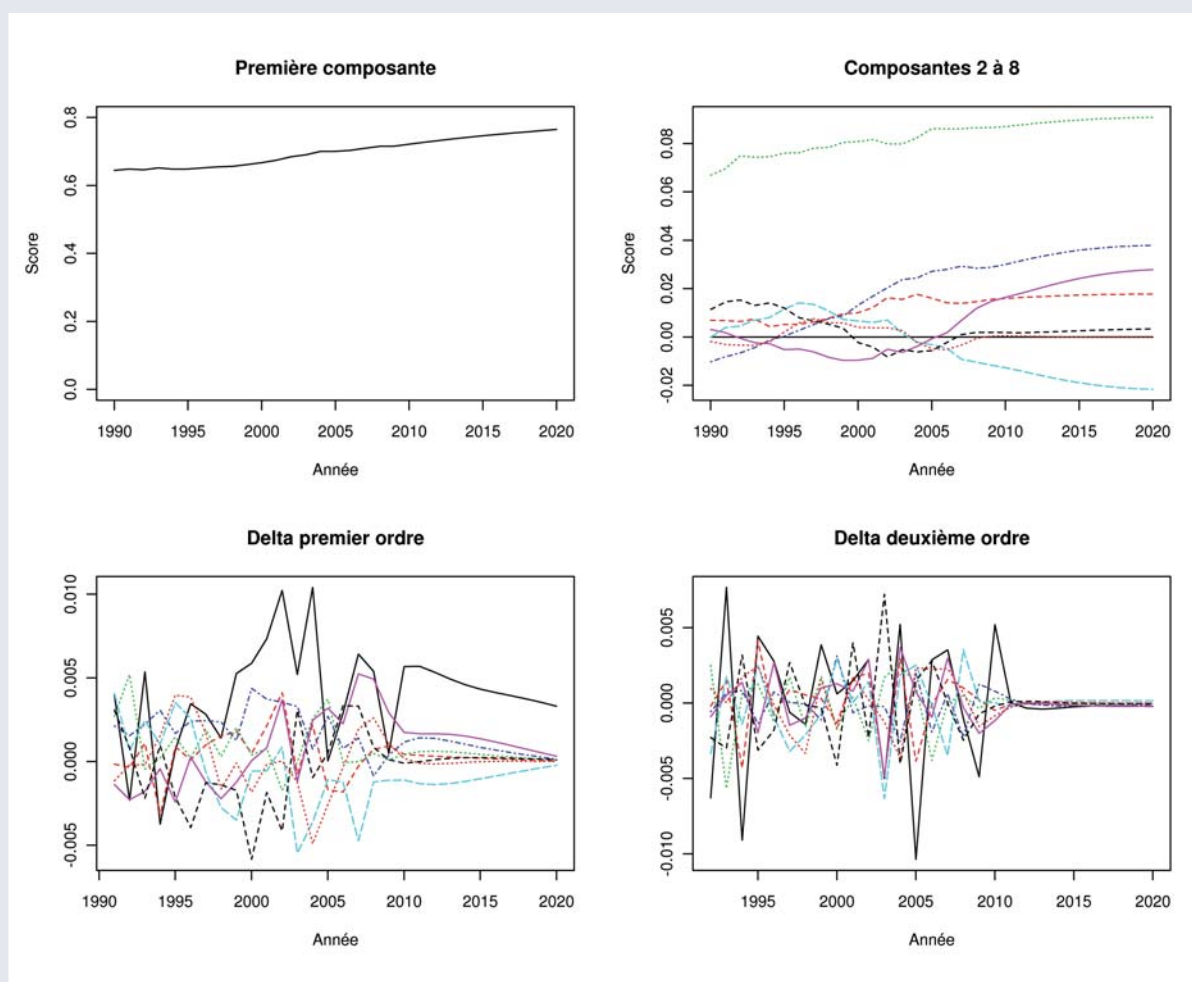 Première composante
Score
0.8
0.6
0.4
0.2
0.0
1990 1995 2000 2005 2010 2015 2020
Année
Composantes 2 à 8
Score
0.08
0.06
0.04
0.02
0.00
-0.02
1990 1995 2000 2005 2010 2015 2020
Année
Delta premier ordre
0.010
0.005
0.000
-0.005
1990 1995 2000 2005 2010 2015 2020
Année
Delta deuxième ordre
0.005
0.000
-0.005
-0.010
1995 2000 2005 2010 2015 2020
Année